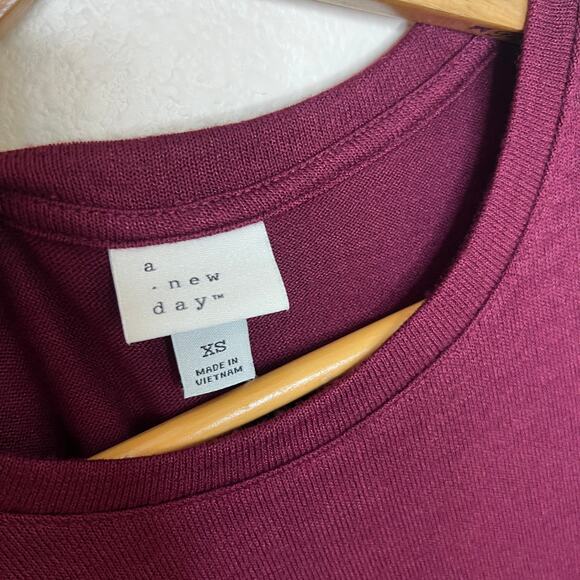 a
. new
day™
XS
MADE IN
VIETNAM